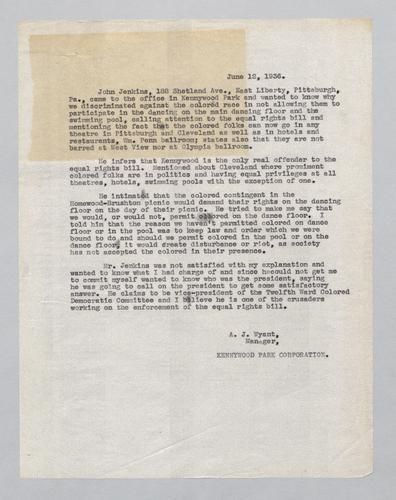 June 12, 1936.
John Jenkins, 188 Shetland Ave., East Liberty, Pittsburgh,
Pa., came to the office in Kennywood Park and wanted to know why
we discriminated against the colored race in not allowing them to
participate in the dancing on the main dancing floor and the
swimming pool, calling attention to the equal rights bill and
mentioning the fact that the colored folks can now go in any
theatre in Pittsburgh and Cleveland as well as in hotels and
restaurants, Wm. Penn ballroom; states also that they are not
barred at West View nor at Olympia ballroom.
He infers that Kennywood is the only real offender to the
equal rights bill. Mentioned about Cleveland where prominent
colored folks are in politics and having equal privileges at all
theatres, hotels, swimming pools with the exception of one.
He intimated that the colored contingent in the
Homewood-Brushton picnic would demand their rights on the dancing
floor on the day of their picnic. He tried to make me say that
we would, or would not, permit colored on the dance floor. I
told him that the reason we haven't permitted colored on dance
floor or in the pool was to keep law and order which we were
bound to do and should we permit colored in the pool or on the
dance floor, it would create disturbance or riot, as society
has not accepted the colored in their presence.
Mr. Jenkins was not satisfied with my explanation and
wanted to know what I had charge of and since he could not get me
to commit myself wanted to know who was the president, saying
he was going to call on the president to get some satisfactory
answer. He claims to be vice-president of the Twelfth Ward Colored
Democratic Committee and I believe he is one of the crusaders
working on the enforcement of the equal rights bill.
A. J. Wyant,
Manager,
KENNYWOOD PARK CORPORATION.